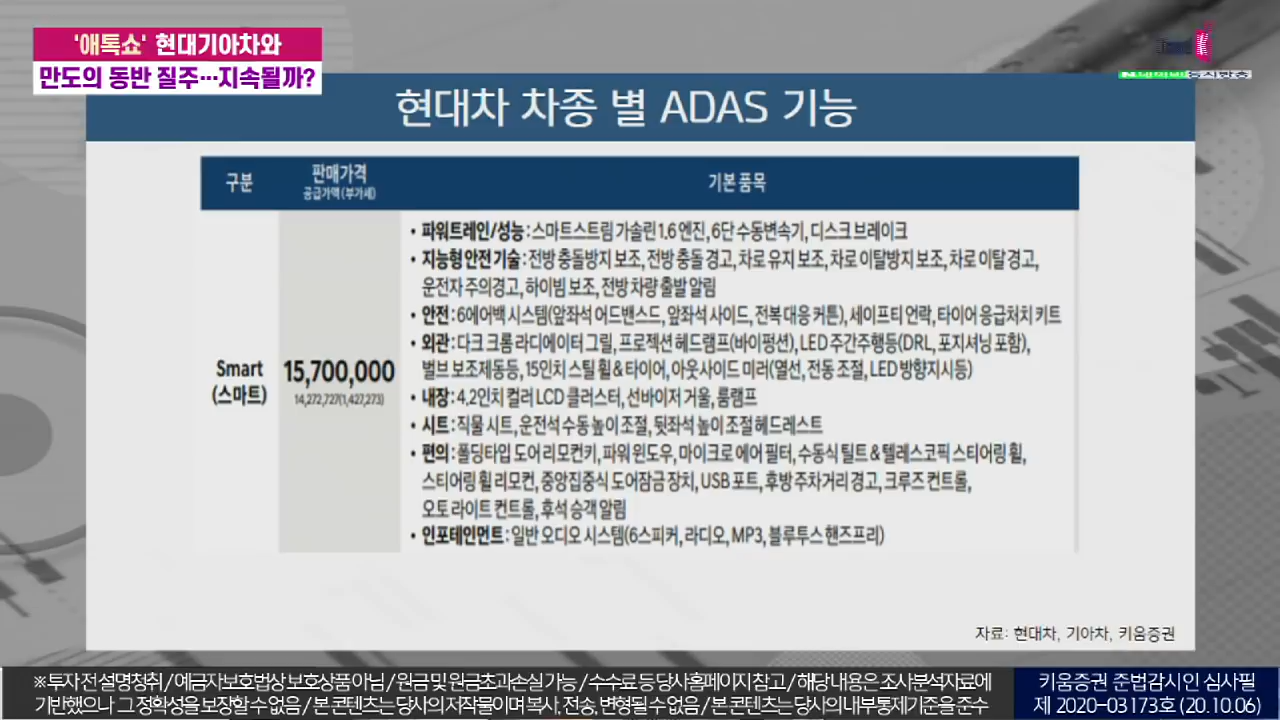 '애톡쇼' 현대기아차와
만도의 동반 질주…지속될까?
현대차 차종 별 ADAS 기능
구분
판매가격
공급가액(부가세)
기본 품목
Smart
(스마트)
15,700,000
14,272,727(1,427,273)
• 파워트레인/성능 : 스마트스트림 가솔린 1.6 엔진, 6단 수동변속기, 디스크 브레이크
• 지능형 안전 기술 : 전방 충돌방지 보조, 전방 충돌 경고, 차로 유지 보조, 차로 이탈방지 보조, 차로 이탈 경고,
운전자 주의경고, 하이빔 보조, 전방 차량 출발 알림
• 안전 : 6에어백 시스템(앞좌석 어드밴스드, 앞좌석 사이드, 전복 대응 커튼), 세이프티 언락, 타이어 응급처치 키트
• 외관 : 다크 크롬 라디에이터 그릴, 프로젝션 헤드램프(바이펑션), LED 주간주행등(DRL, 포지셔닝 포함),
벌브 보조제동등, 15인치 스틸 휠 & 타이어, 아웃사이드 미러(열선, 전동 조절, LED 방향지시등)
• 내장 : 4.2인치 컬러 LCD 클러스터, 선바이저 거울, 룸램프
• 시트 : 직물 시트, 운전석 수동 높이 조절, 뒷좌석 높이 조절 헤드레스트
• 편의 : 폴딩타입 도어 리모컨키, 파워 윈도우, 마이크로 에어 필터, 수동식 틸트 & 텔레스코픽 스티어링 휠,
스티어링 휠 리모컨, 중앙집중식 도어잠금 장치, USB 포트, 후방 주차거리 경고, 크루즈 컨트롤,
오토 라이트 컨트롤, 후석 승객 알림
• 인포테인먼트 : 일반 오디오 시스템(6스피커, 라디오, MP3, 블루투스 핸즈프리)
자료: 현대차, 기아차, 키움증권
※ 투자 전 설명청취 / 예금자보호법상 보호상품 아님 / 원금 및 원금초과손실 가능 / 수수료 등 당사홈페이지 참고 / 해당 내용은 조사분석자료에
기반했으나 그 정확성을 보장할 수 없음 / 본 콘텐츠는 당사의 저작물이며 복사, 전송, 변형될 수 없음 / 본 콘텐츠는 당사의 내부통제기준을 준수
키움증권 준법감시인 심사필
제 2020-03173호 (20.10.06)